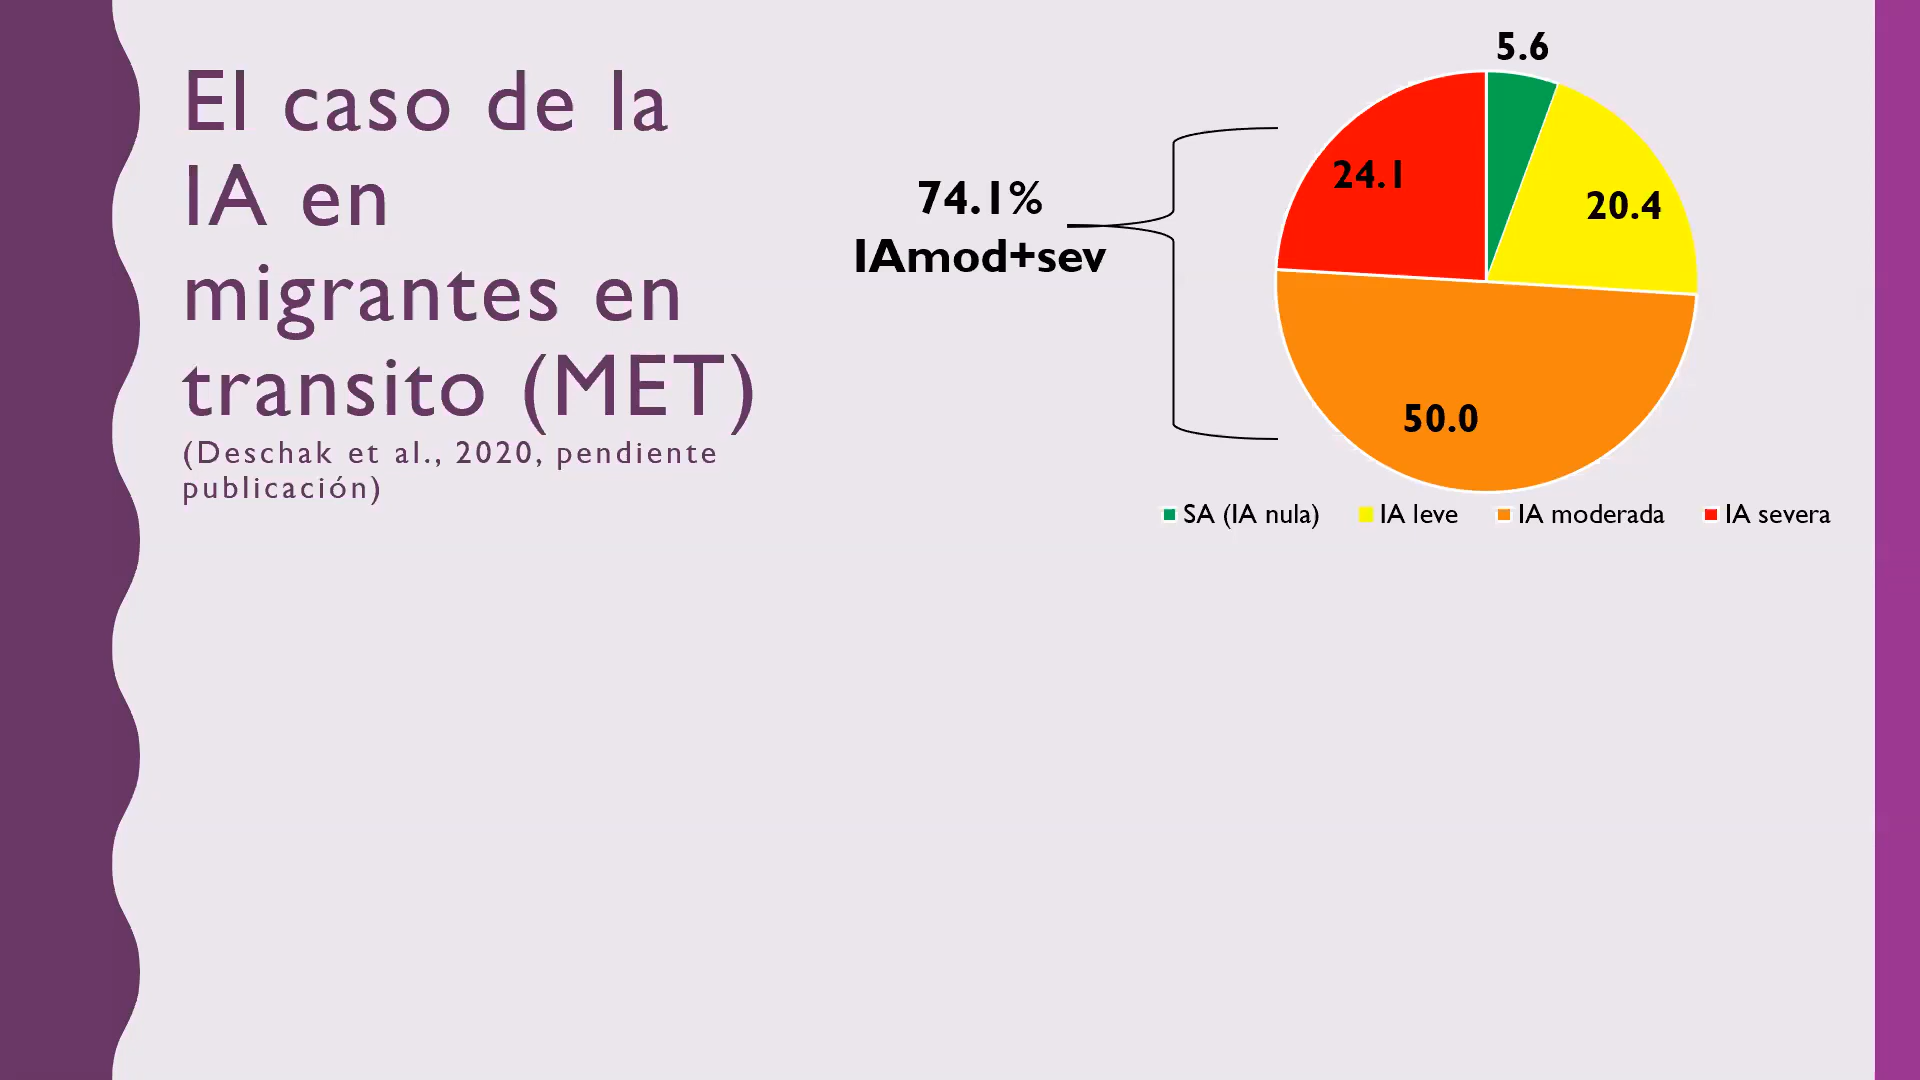 El caso de la
IA en
migrantes en
transito (MET)
(Deschak et al., 2020, pendiente
publicación)
74.1%
IAmod+sev
5.6
24.1
20.4
50.0
SA (IA nula) IA leve IA moderada IA severa